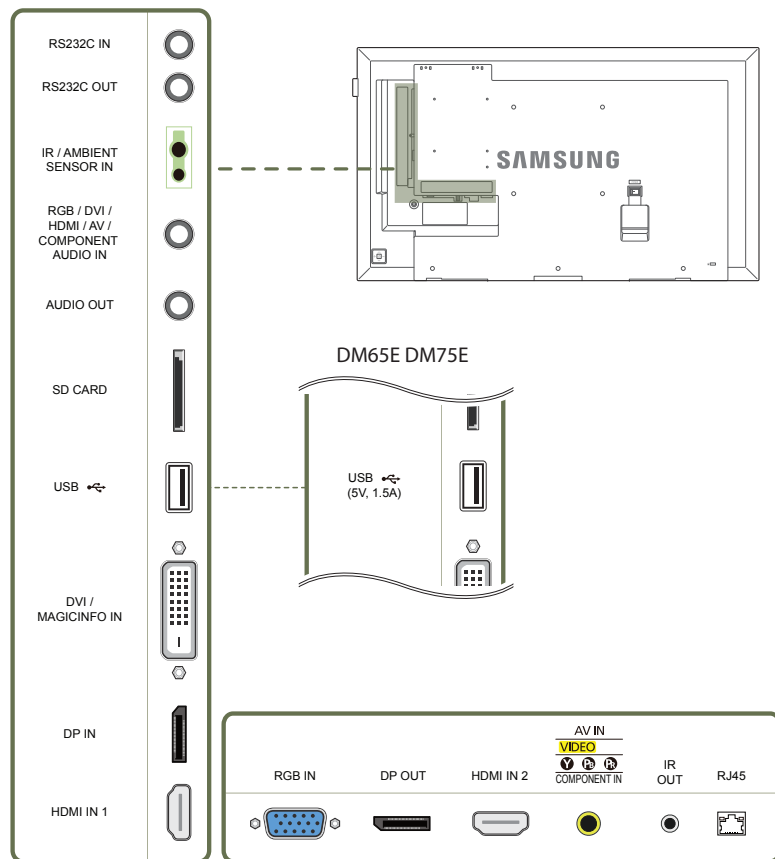 RS232C IN
RS232C OUT
IR / AMBIENT
SENSOR IN
RGB / DVI /
HDMI / AV /
COMPONENT
AUDIO IN
AUDIO OUT
SD CARD
USB
DVI /
MAGICINFO IN
DP IN
HDMI IN 1
SAMSUNG
DM65E DM75E
USB
(5V, 1.5A)
RGB IN
DP OUT
HDMI IN 2
AV IN
VIDEO
Y PB PR
COMPONENT IN
IR
OUT
RJ45